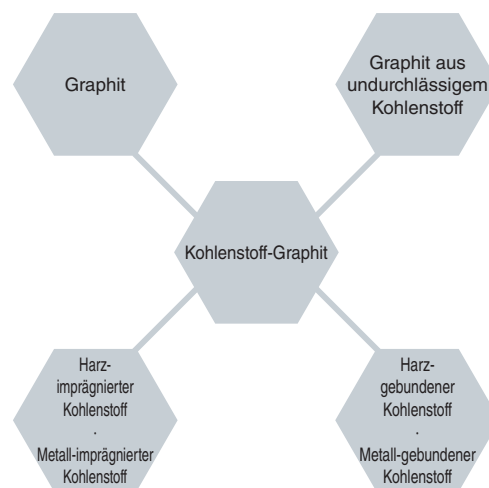 Graphit
Graphit aus
undurchlässigem
Kohlenstoff
Kohlenstoff-Graphit
Harz-
imprägnierter
Kohlenstoff
.
Metall-imprägnierter
Kohlenstoff
Harz-
gebundener
Kohlenstoff
.
Metall-gebundener
Kohlenstoff